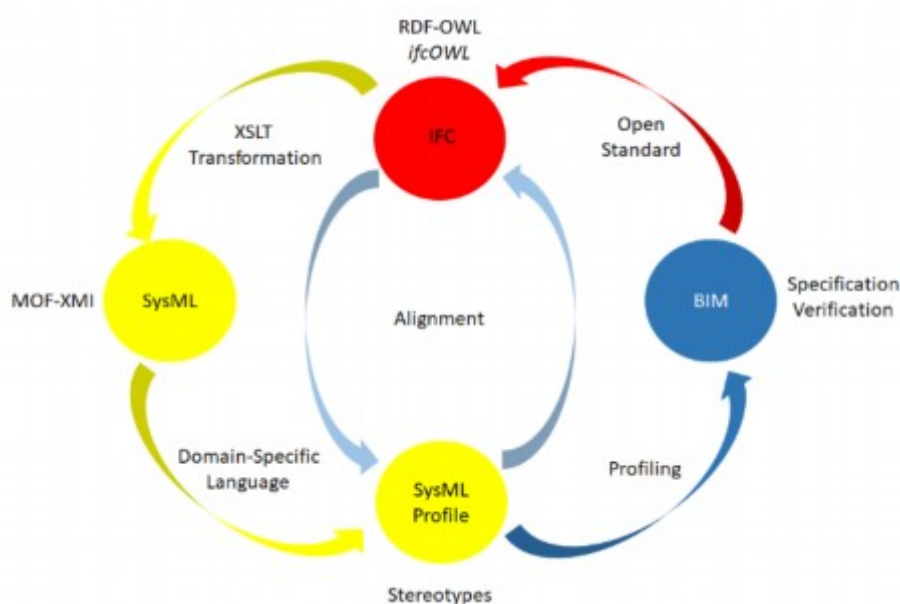 RDF-OWL
ifcOWL
IFC
XSLT
Transformation
Open
Standard
MOF-XMI
SysML
Alignment
BIM
Specification
Verification
Domain-Specific
Language
SysML
Profile
Profiling
Stereotypes